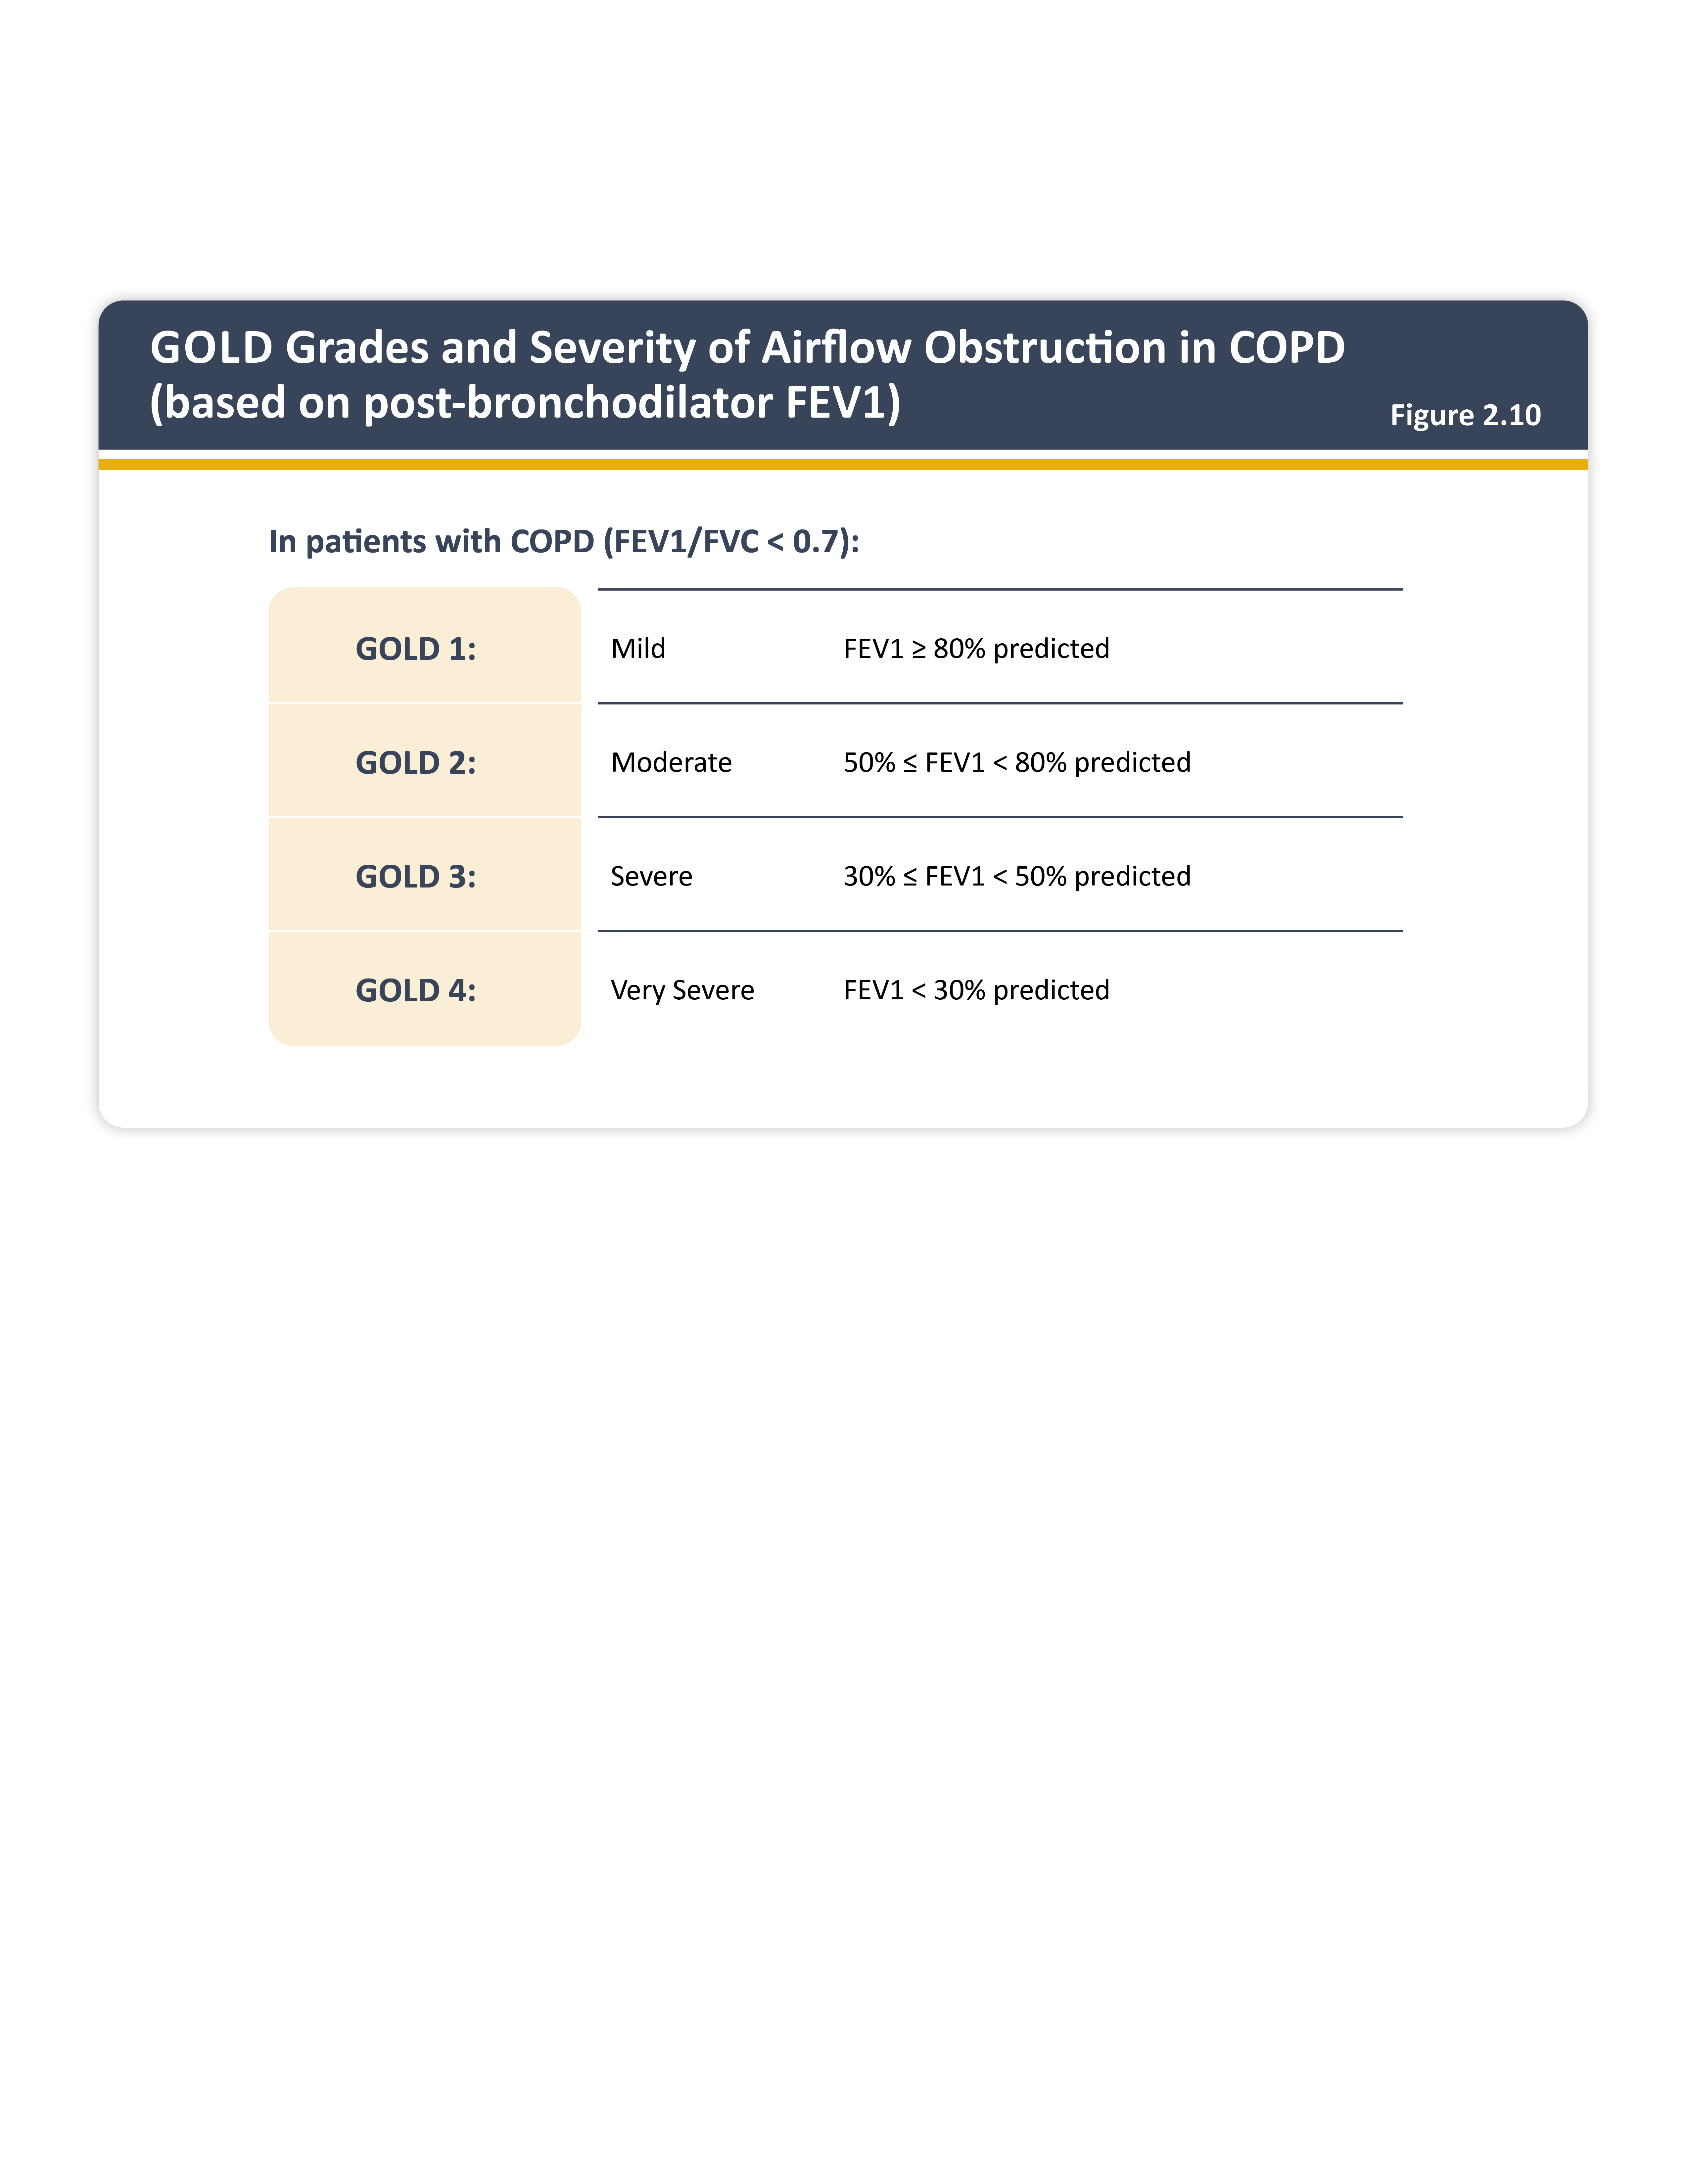 GOLD Grades and Severity of Airflow Obstruction in COPD
(based on post-bronchodilator FEV1)
Figure 2.10
In patients with COPD (FEV1/FVC < 0.7):
GOLD 1: Mild FEV1 ≥ 80% predicted
GOLD 2: Moderate 50% ≤ FEV1 < 80% predicted
GOLD 3: Severe 30% ≤ FEV1 < 50% predicted
GOLD 4: Very Severe FEV1 < 30% predicted